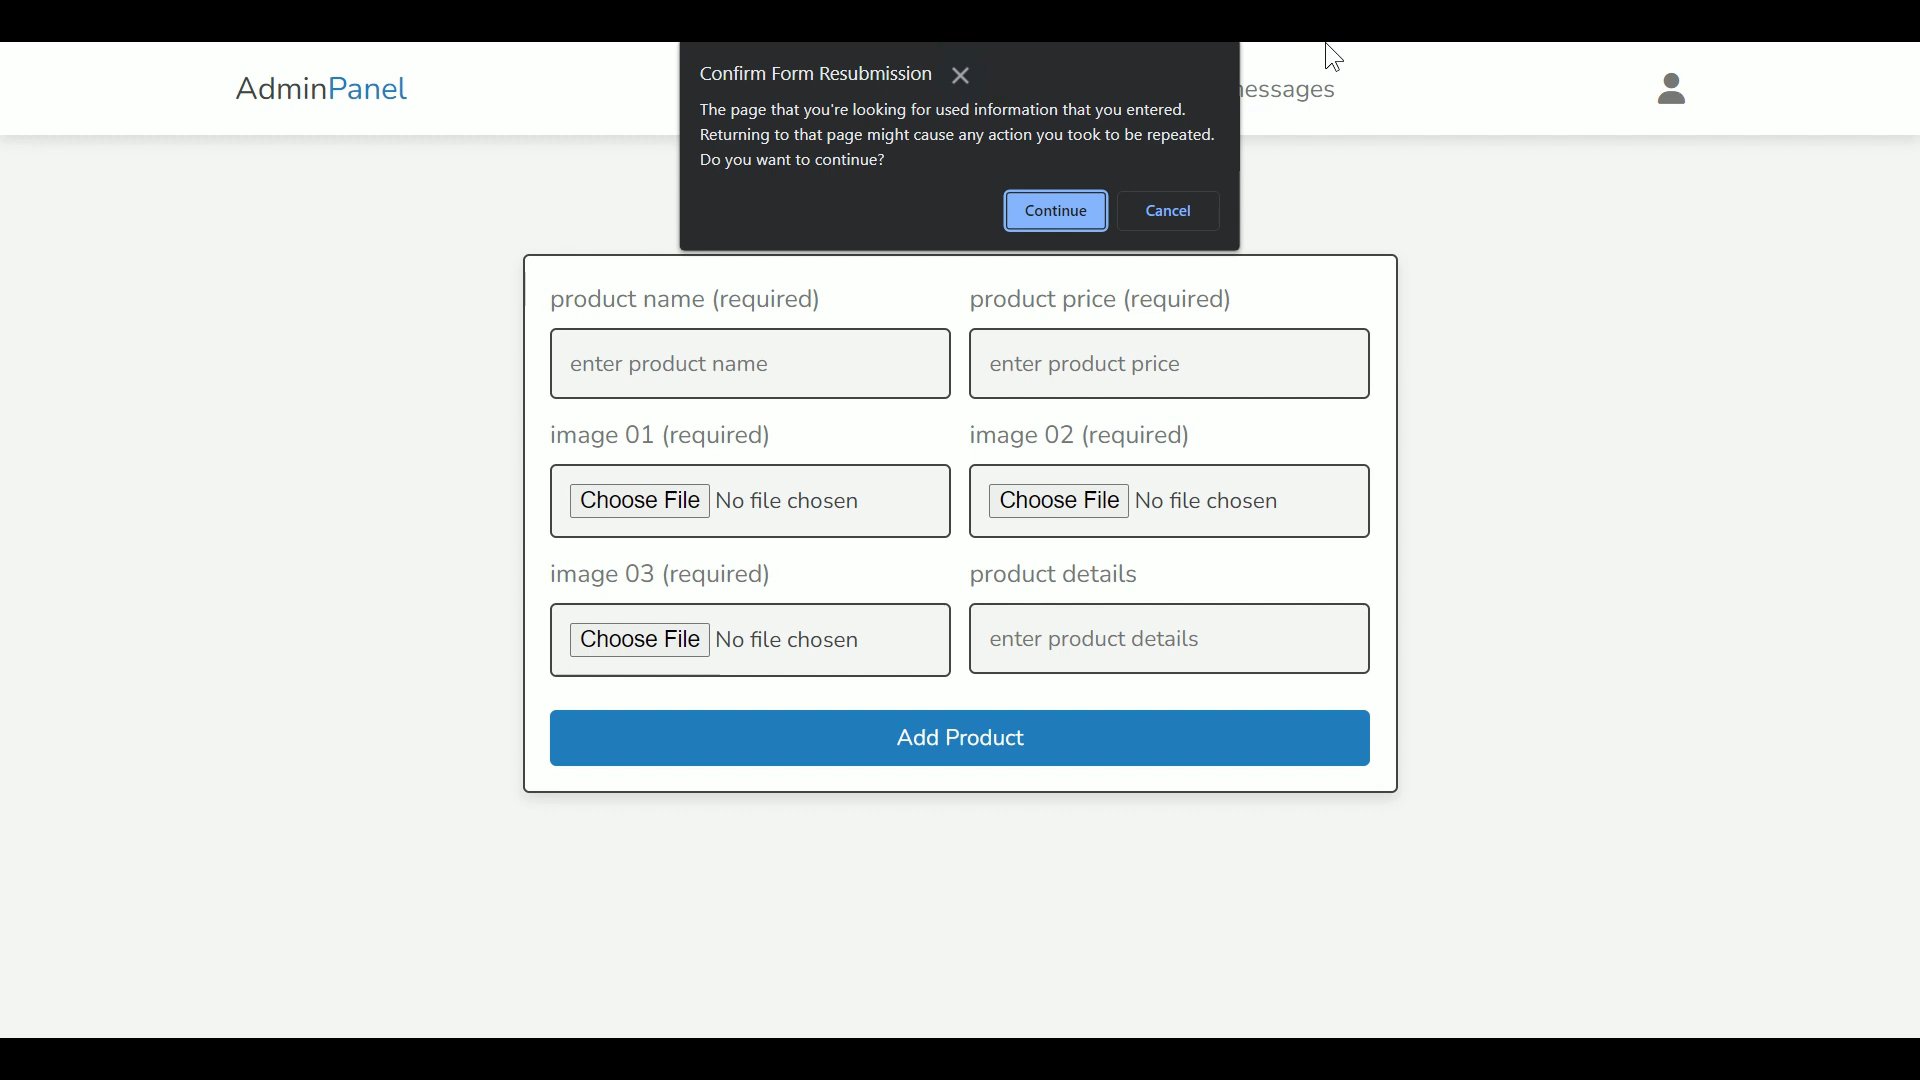 AdminPanel
Confirm Form Resubmission
The page that you're looking for used information that you entered.
Returning to that page might cause any action you took to be repeated.
Do you want to continue?
Continue
Cancel
essages
product name (required)
product price (required)
enter product name
enter product price
image 01 (required)
image 02 (required)
Choose File No file chosen
Choose File No file chosen
image 03 (required)
product details
Choose File No file chosen
enter product details
Add Product